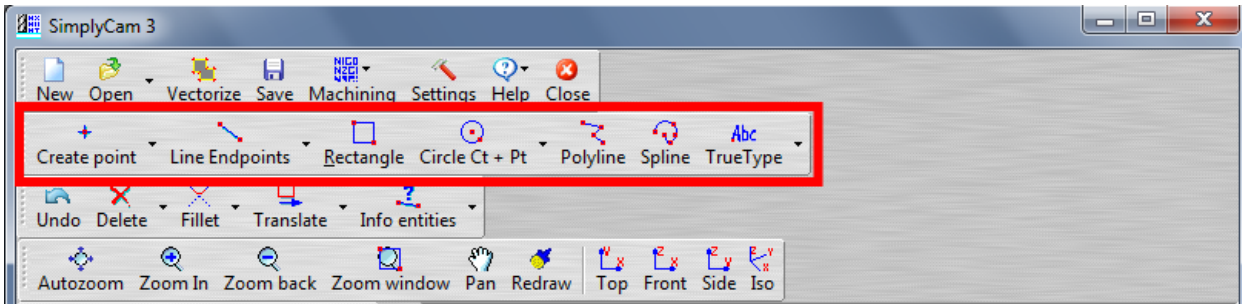 SimplyCam 3
New Open Vectorize Save Machining Settings Help Close
Create point Line Endpoints Rectangle Circle Ct + Pt Polyline Spline Abc TrueType
Undo Delete Fillet Translate Info entities
Autozoom Zoom In Zoom back Zoom window Pan Redraw Top Front Side Iso